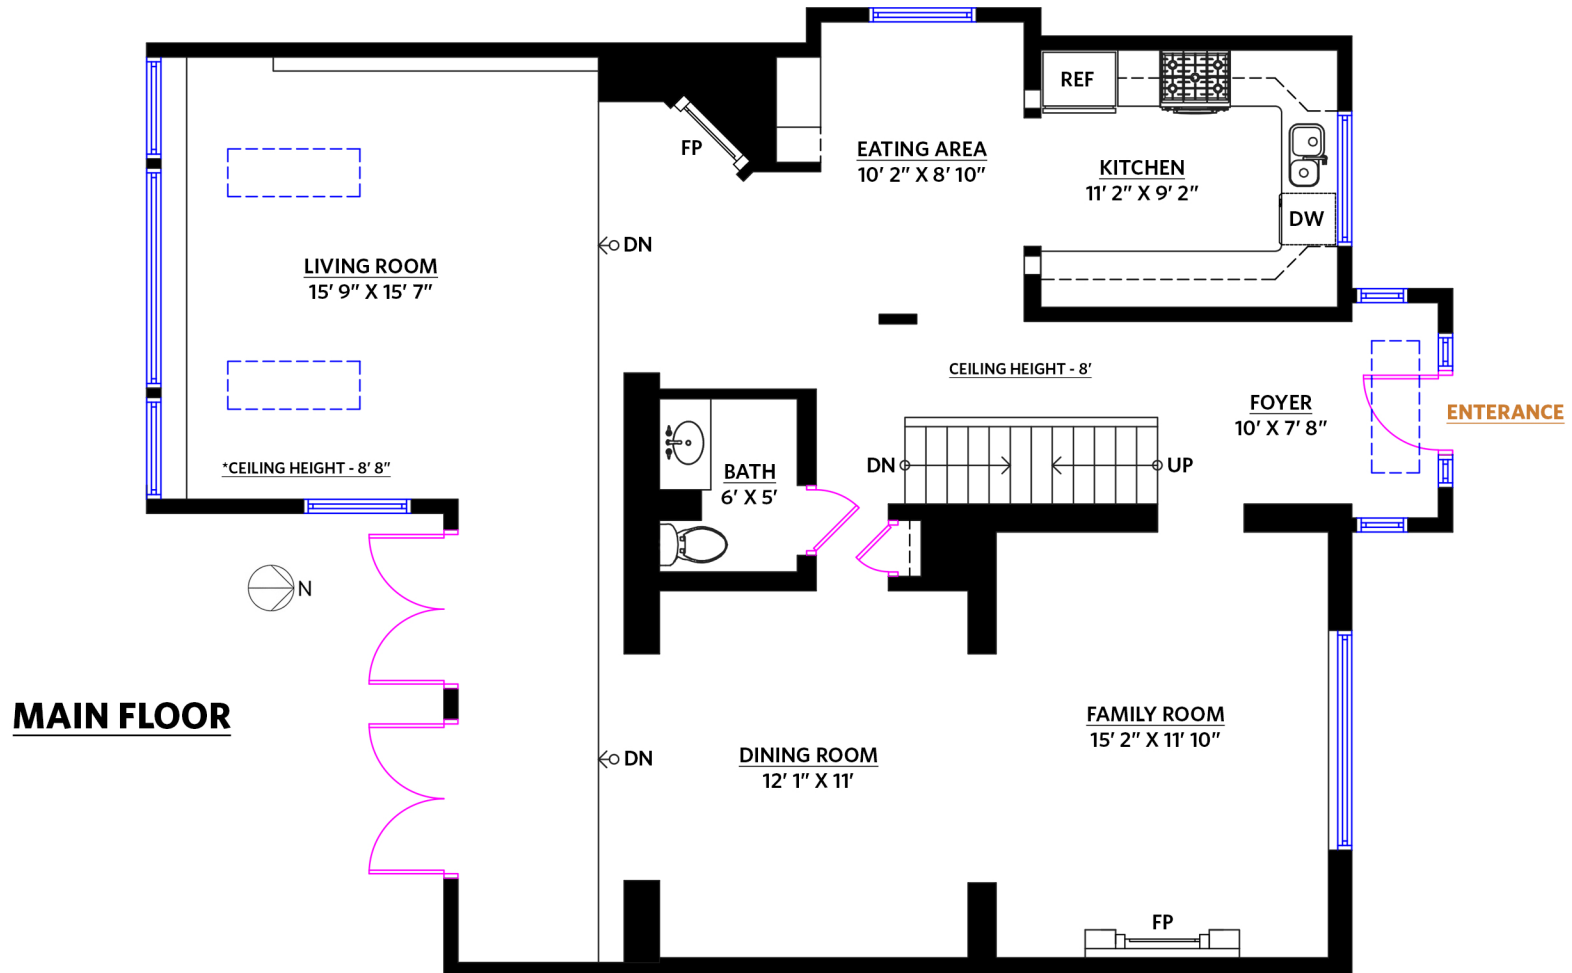 REF
FP
EATING AREA
10' 2" X 8' 10"
KITCHEN
11' 2" X 9' 2"
DW
DN
LIVING ROOM
15' 9" X 15' 7"
CEILING HEIGHT - 8'
FOYER
10' X 7' 8"
ENTERANCE
*CEILING HEIGHT - 8' 8"
BATH
6' X 5'
DN
UP
N
MAIN FLOOR
FAMILY ROOM
15' 2" X 11' 10"
DN
DINING ROOM
12' 1" X 11'
FP